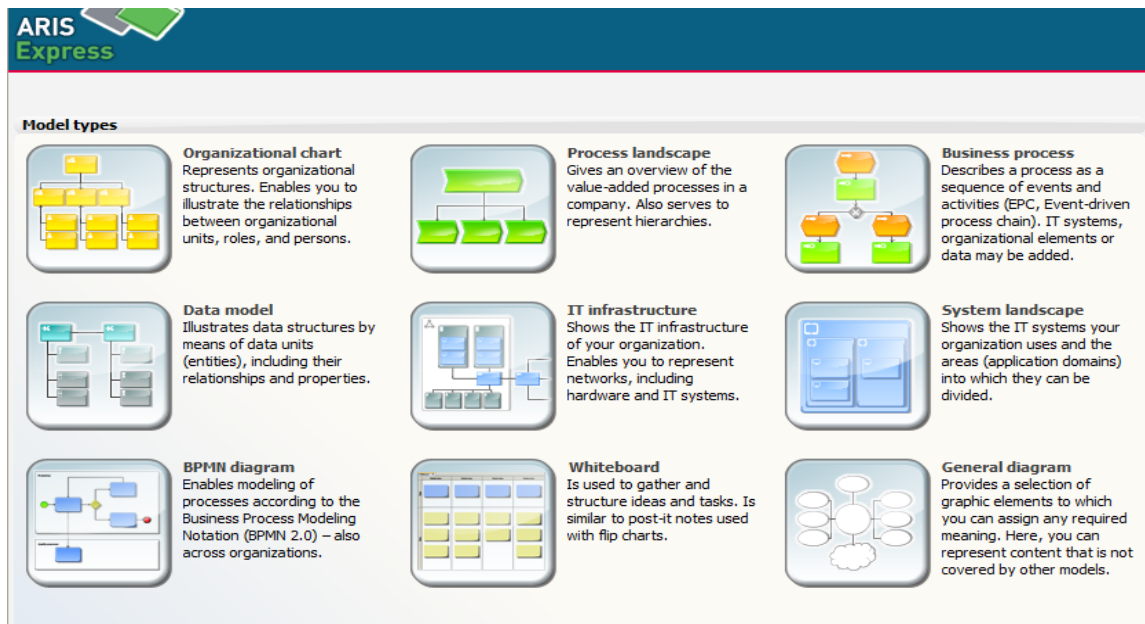 ARIS
Express
Model types
Organizational chart
Represents organizational
structures. Enables you to
illustrate the relationships
between organizational
units, roles, and persons.
Process landscape
Gives an overview of the
value-added processes in a
company. Also serves to
represent hierarchies.
Business process
Describes a process as a
sequence of events and
activities (EPC, Event-driven
process chain). IT systems,
organizational elements or
data may be added.
Data model
Illustrates data structures by
means of data units
(entities), including their
relationships and properties.
IT infrastructure
Shows the IT infrastructure
of your organization.
Enables you to represent
networks, including
hardware and IT systems.
System landscape
Shows the IT systems your
organization uses and the
areas (application domains)
into which they can be
divided.
BPMN diagram
Enables modeling of
processes according to the
Business Process Modeling
Notation (BPMN 2.0) – also
across organizations.
Whiteboard
Is used to gather and
structure ideas and tasks. Is
similar to post-it notes used
with flip charts.
General diagram
Provides a selection of
graphic elements to which
you can assign any required
meaning. Here, you can
represent content that is not
covered by other models.